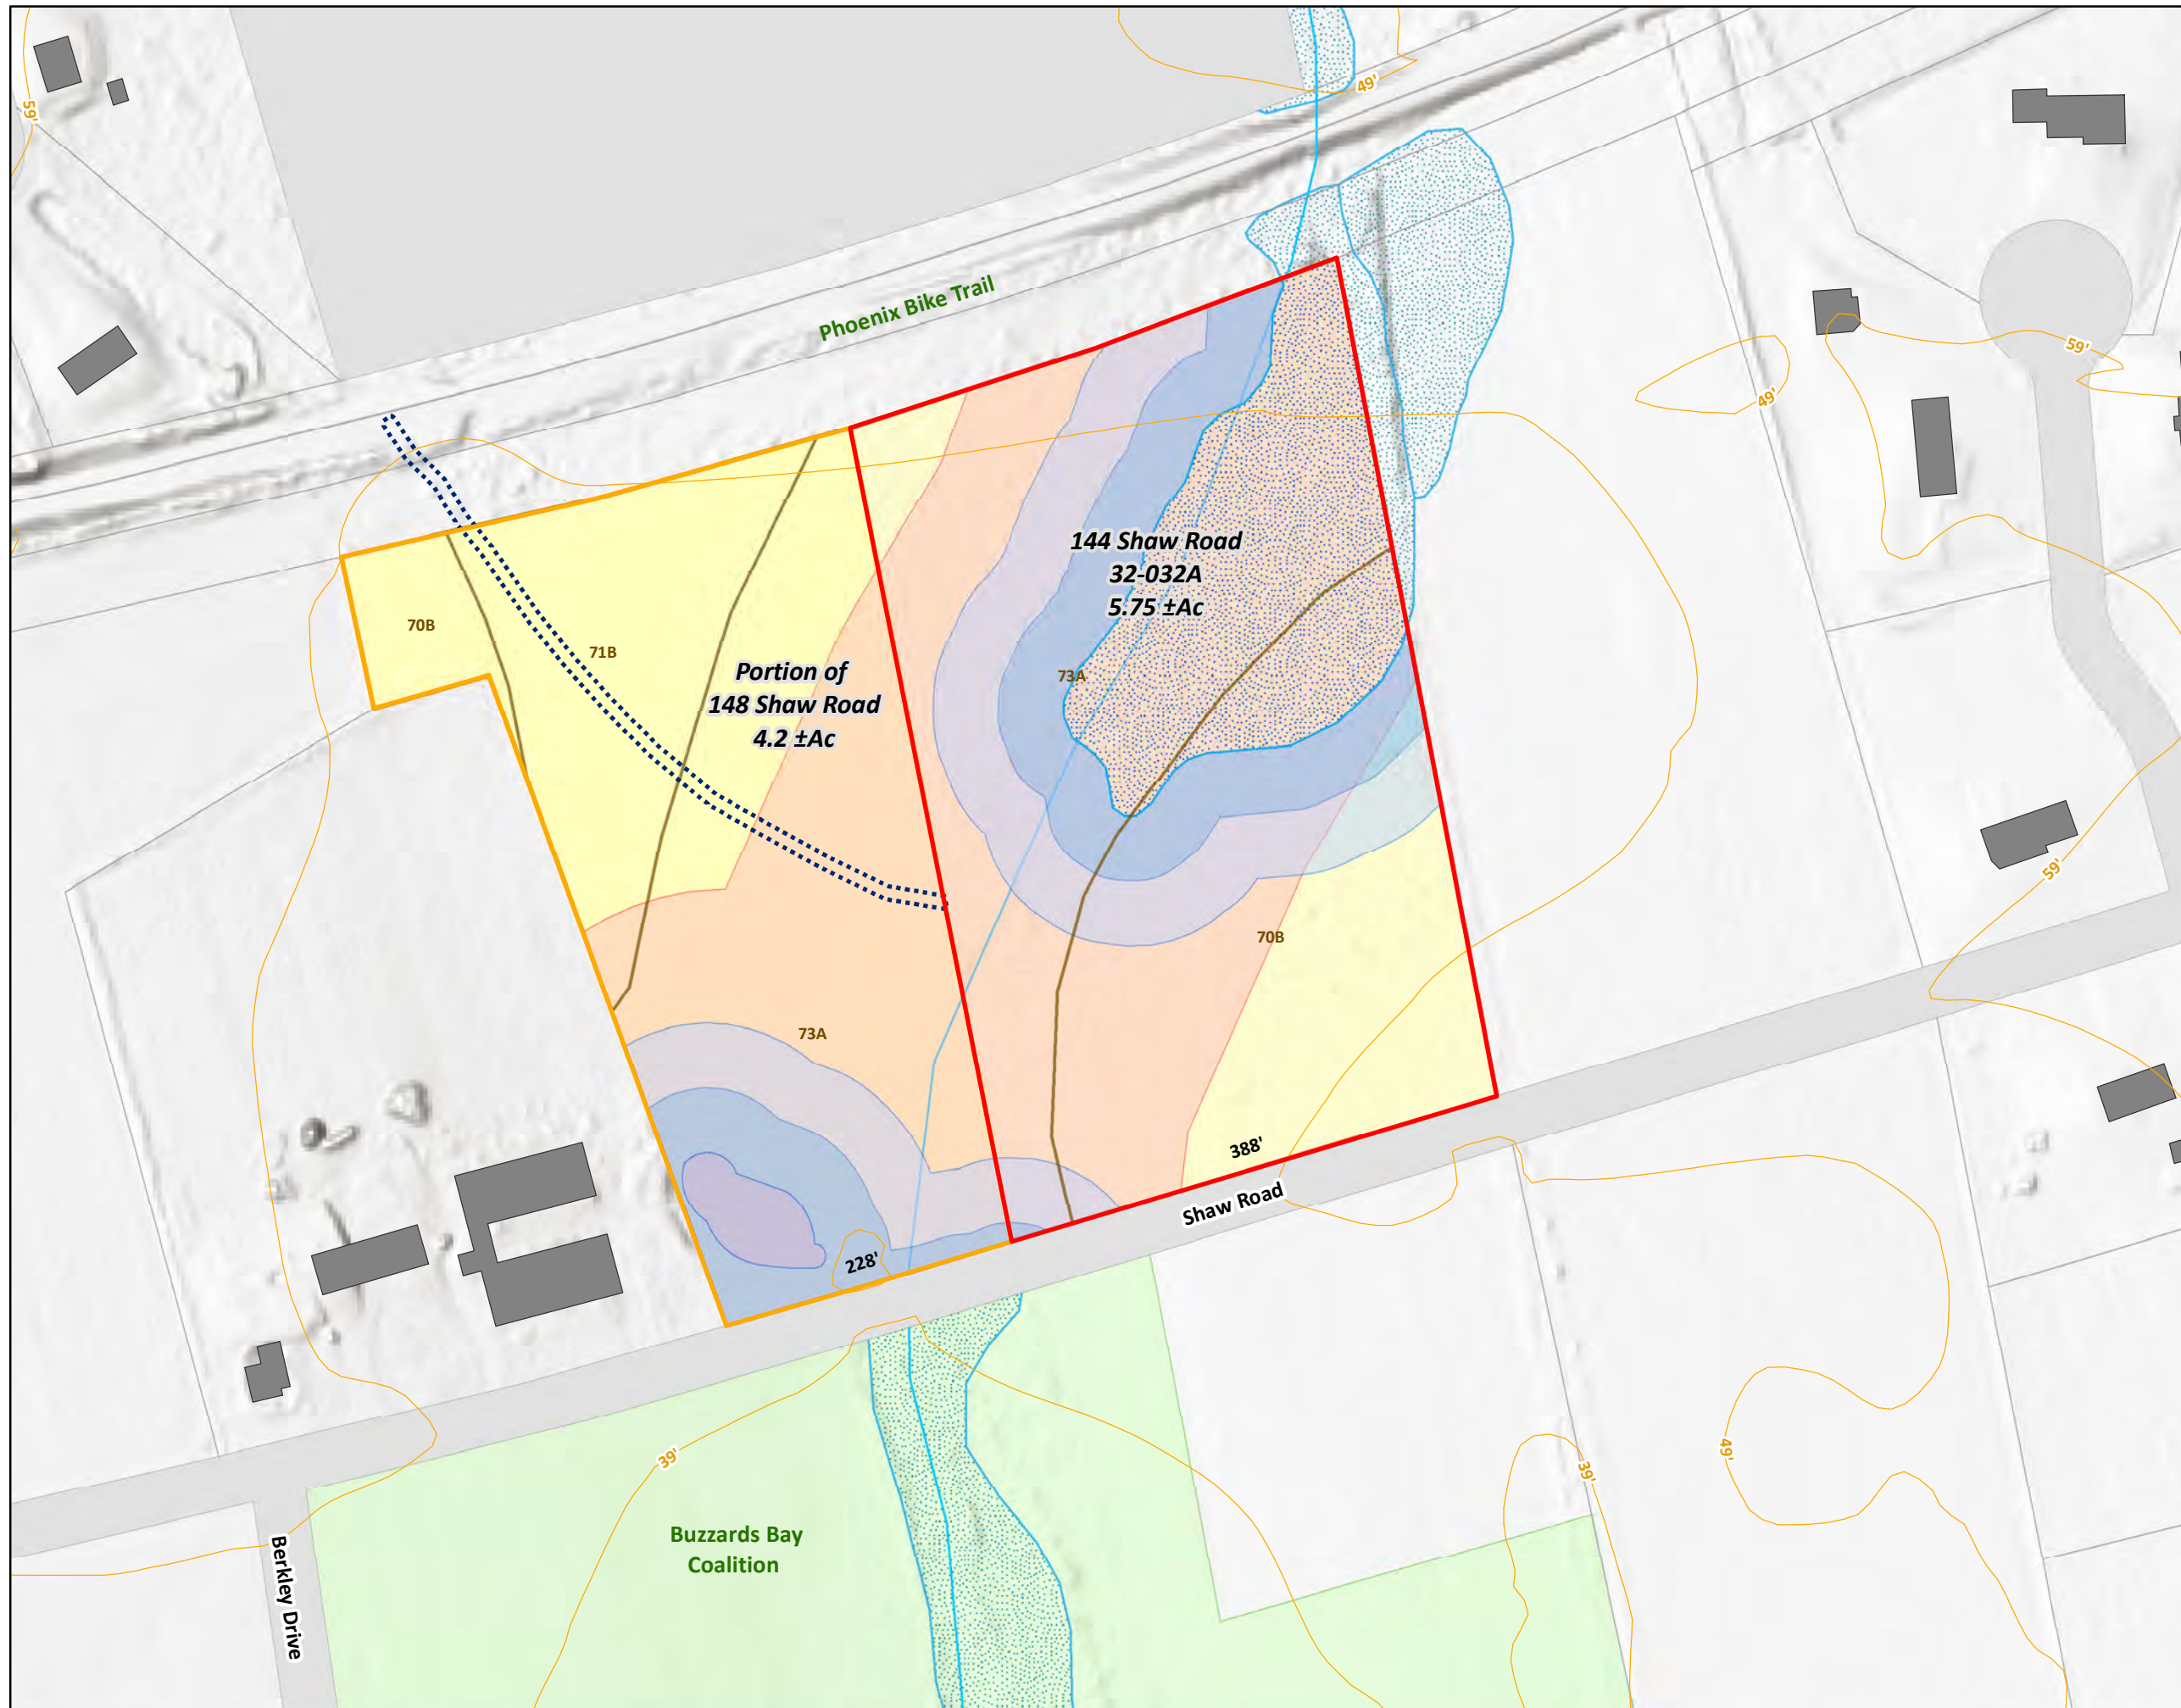 59'
49'
Phoenix Bike Trail
59'
49'
144 Shaw Road
32-032A
5.75 ±Ac
70B
71B
73A
Portion of
148 Shaw Road
4.2 ±Ac
59'
70B
73A
388'
Shaw Road
228'
39'
49'
39'
Buzzards Bay
Coalition
Berkley Drive